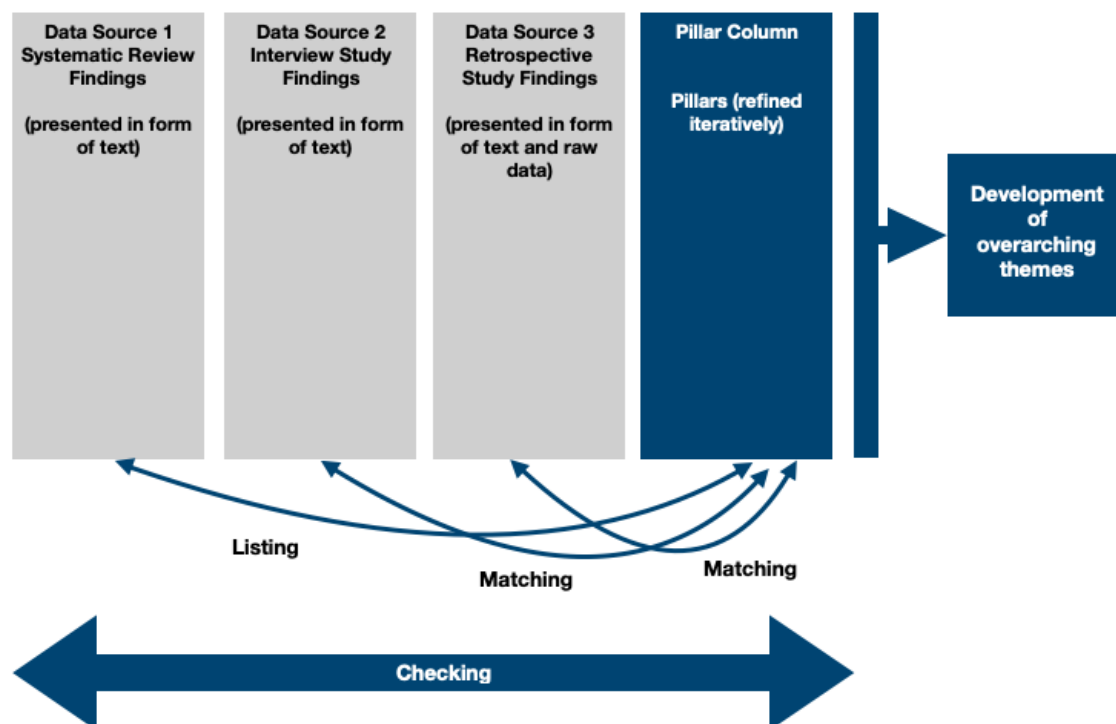 Data Source 1
Systematic Review
Findings
(presented in form
of text)
Data Source 2
Interview Study
Findings
(presented in form
of text)
Data Source 3
Retrospective
Study Findings
(presented in form
of text and raw
data)
Pillar Column
Pillars (refined
iteratively)
Development
of
overarching
themes
Listing
Matching
Matching
Checking